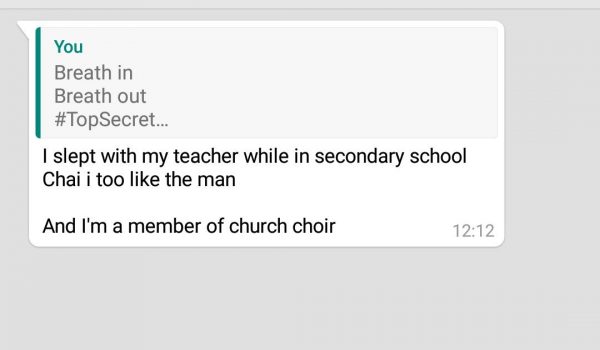 You
Breath in
Breath out
#TopSecret...
I slept with my teacher while in secondary school
Chai i too like the man
And I'm a member of church choir
12:12